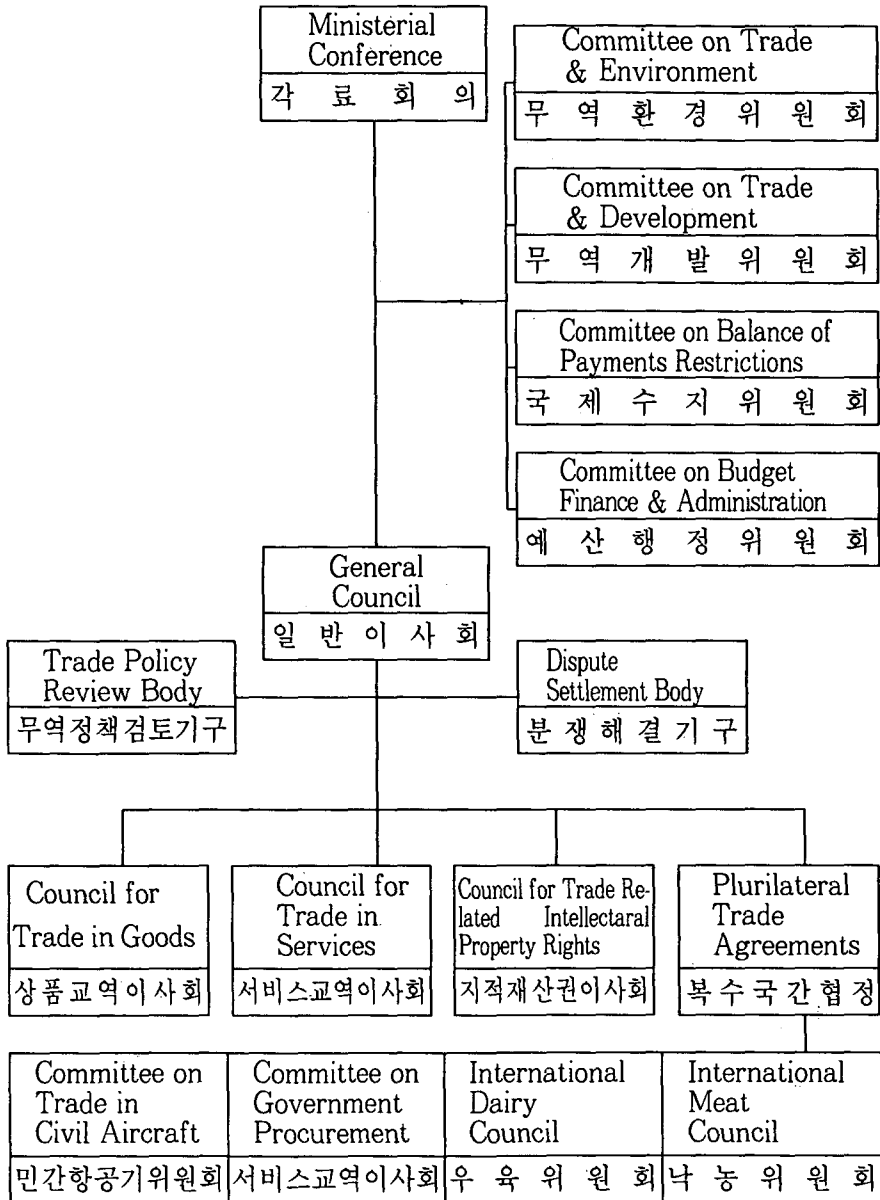 Ministerial
Conference
각 료 회 의
Committee on Trade
& Environment
무 역 환 경 위 원 회
Committee on Trade
& Development
무 역 개 발 위 원 회
Committee on Balance of
Payments Restrictions
국 제 수 지 위 원 회
Committee on Budget
Finance & Administration
예 산 행 정 위 원 회
General
Council
일 반 이 사 회
Trade Policy
Review Body
무역정책검토기구
Dispute
Settlement Body
분 쟁 해 결 기 구
Council for
Trade in Goods
상품교역이사회
Council for
Trade in
Services
서비스교역이사회
Council for Trade Re-
lated Intellectaral
Property Rights
지적재산권이사회
Plurilateral
Trade
Agreements
복수국간협정
Committee on
Trade in
Civil Aircraft
민간항공기위원회
Committee on
Government
Procurement
서비스교역이사회
International
Dairy
Council
우 육 위 원 회
International
Meat
Council
낙 농 위 원 회